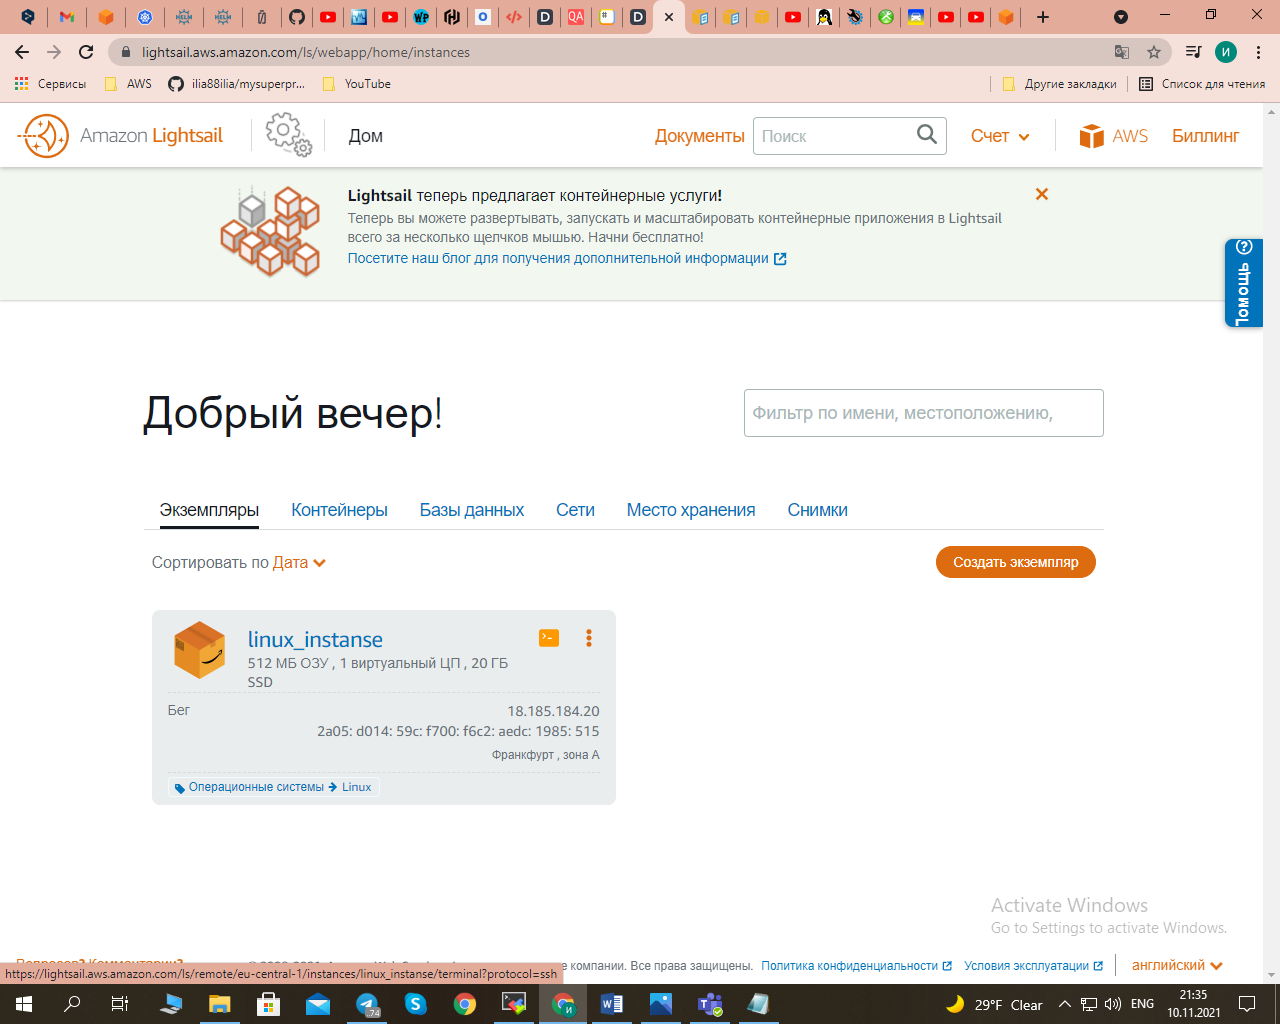 lightsail.aws.amazon.com/ls/webapp/home/instances
И
Сервисы
AWS
ilia88ilia/mysuperpr...
YouTube
Другие закладки
Список для чтения
Amazon Lightsail
Дом
Документы
Поиск
Счет
AWS
Биллинг
Lightsail теперь предлагает контейнерные услуги!
Теперь вы можете развертывать, запускать и масштабировать контейнерные приложения в Lightsail
всего за несколько щелчков мышью. Начни бесплатно!
Посетите наш блог для получения дополнительной информации
Помощь
Добрый вечер!
Фильтр по имени, местоположению,
Экземпляры
Контейнеры
Базы данных
Сети
Место хранения
Снимки
Сортировать по Дата
Создать экземпляр
linux_instanse
512 МБ ОЗУ , 1 виртуальный ЦП , 20 ГБ
SSD
Бег
18.185.184.20
2a05: d014: 59c: f700: f6c2: aedc: 1985: 515
Франкфурт , зона A
Операционные системы
Linux
Activate Windows
Go to Settings to activate Windows.
е компании. Все права защищены.
Политика конфиденциальности
Условия эксплуатации
английский
https://lightsail.aws.amazon.com/ls/remote/eu-central-1/instances/linux_instanse/terminal?protocol=ssh
74
29°F Clear
ENG
21:35
10.11.2021